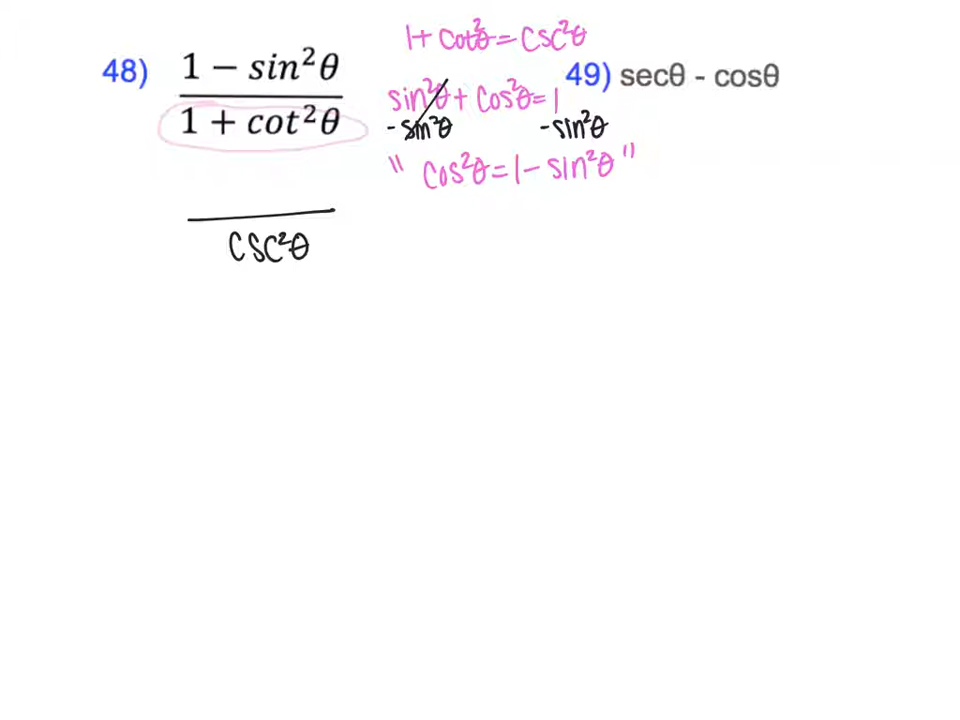 48) 1 − sin²θ
1 + cot²θ
1 + cot²θ = csc²θ
sin²θ + cos²θ = 1
- sin²θ - sin²θ
" cos²θ = 1 - sin²θ "
csc²θ
49) secθ - cosθ